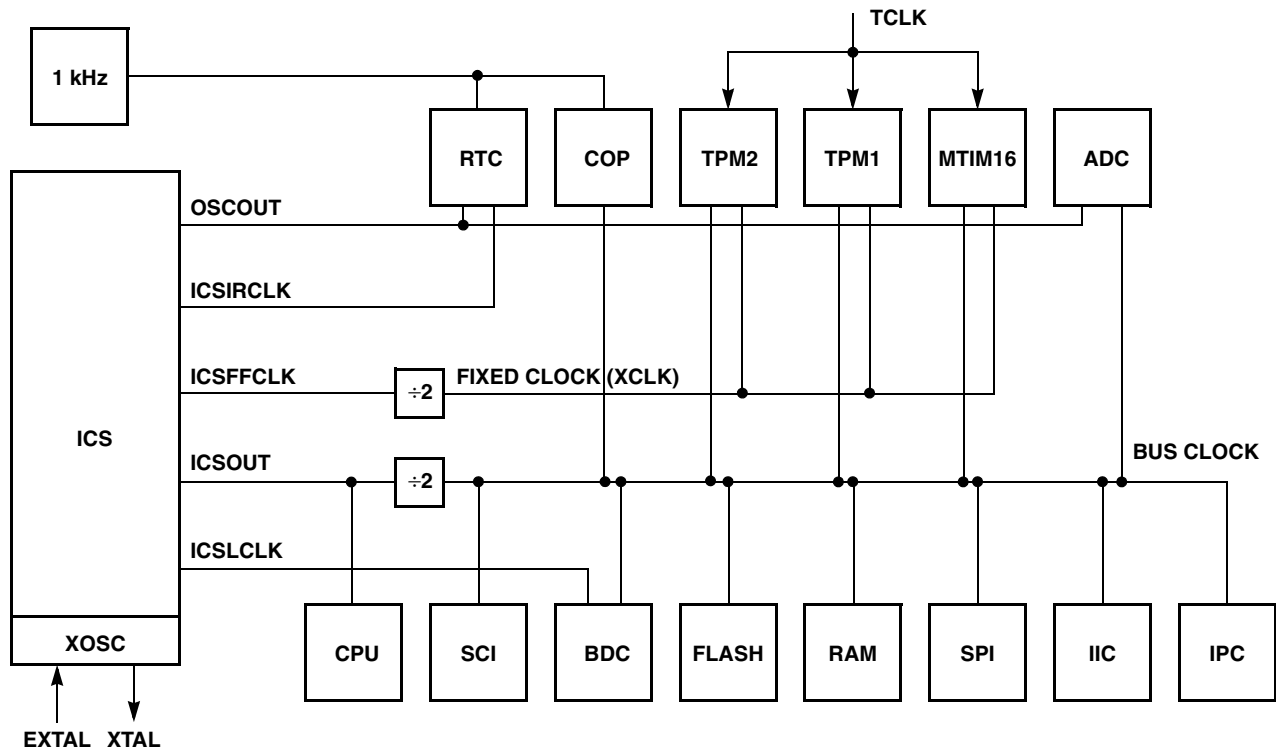 TCLK
1 kHz
RTC
COP
TPM2
TPM1
MTIM16
ADC
OSCOUT
ICSIRCLK
ICSFFCLK
÷2
FIXED CLOCK (XCLK)
ICS
ICSOUT
÷2
BUS CLOCK
ICSLCLK
XOSC
CPU
SCI
BDC
FLASH
RAM
SPI
IIC
IPC
EXTAL
XTAL